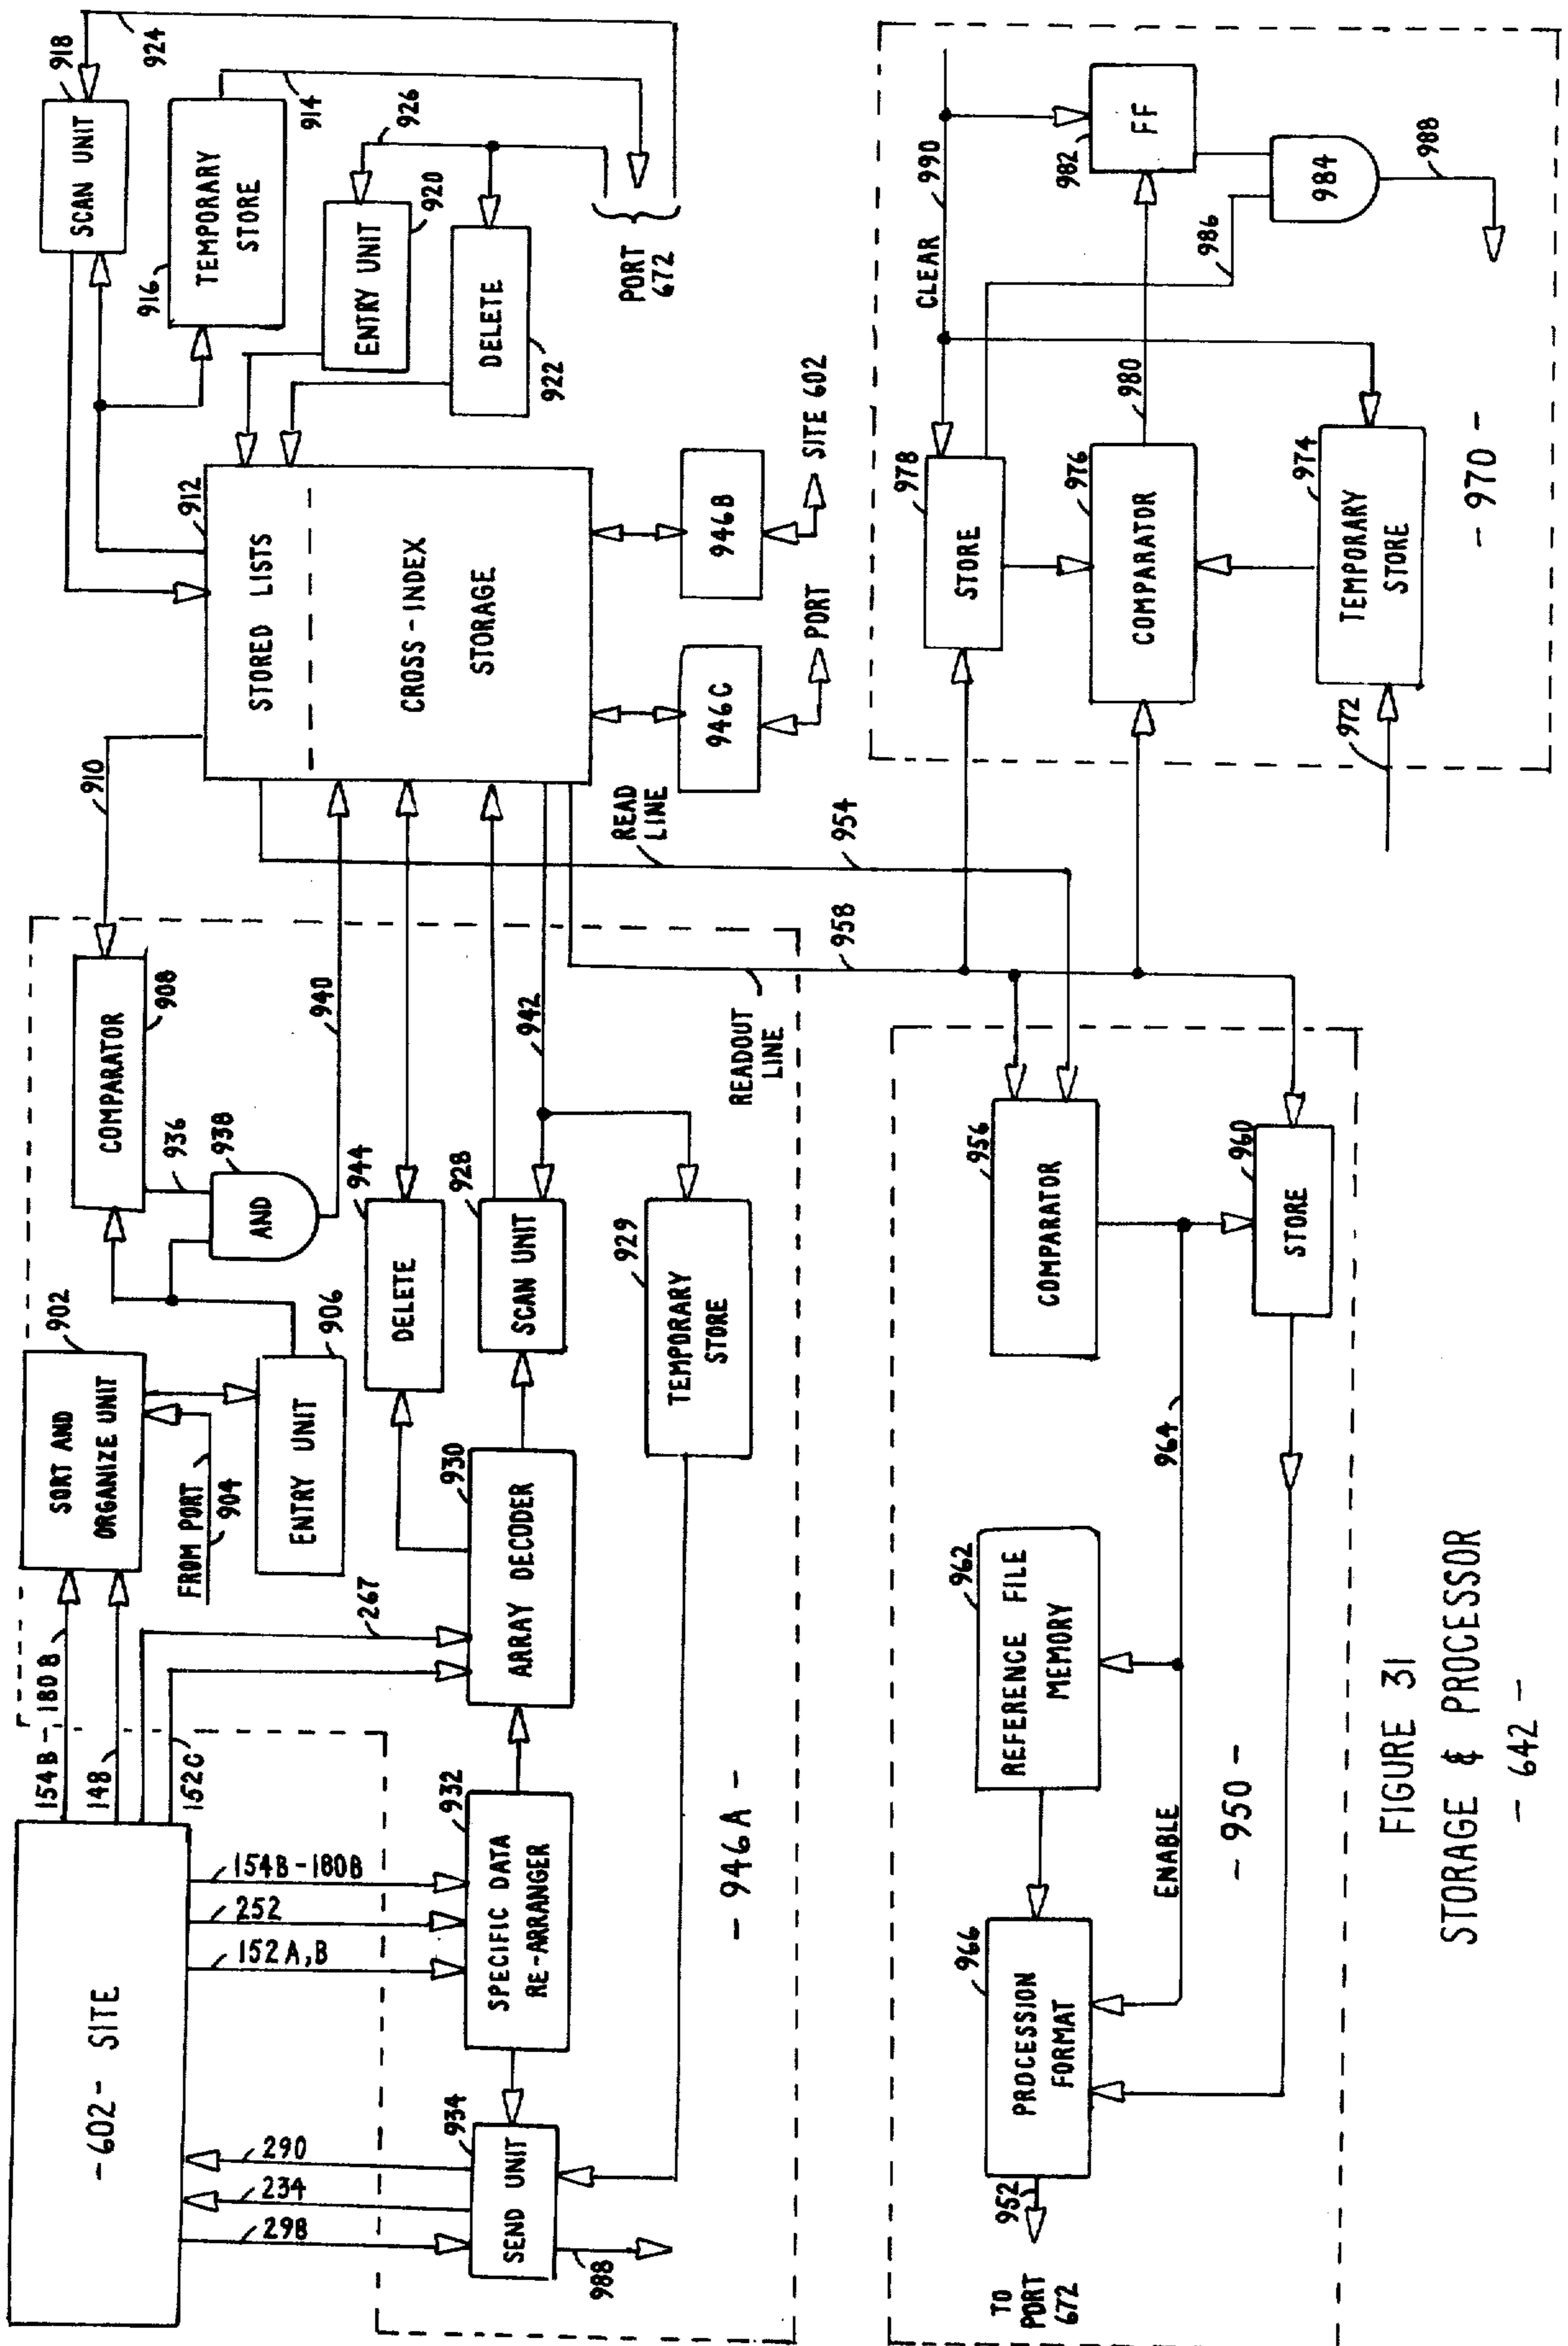 -602- SITE
154B-180B
148
152C
267
154B-180B
252
152A,B
290
234
298
SORT AND
ORGANIZE UNIT
902
FROM PORT
904
ENTRY UNIT
906
COMPARATOR
908
936
AND
938
940
910
DELETE
944
SCAN UNIT
928
942
ARRAY DECODER
930
SPECIFIC DATA
RE-ARRANGER
932
SEND UNIT
934
988
TEMPORARY
STORE
929
- 946A -
STORED LISTS
CROSS-INDEX
STORAGE
912
SCAN UNIT
918
924
TEMPORARY
STORE
916
914
926
ENTRY UNIT
920
DELETE
922
PORT
672
946B
SITE 602
946C
PORT
READ
LINE
954
READOUT
LINE
958
COMPARATOR
956
STORE
960
964
REFERENCE FILE
MEMORY
962
ENABLE
PROCESSION
FORMAT
966
952
TO
PORT
672
- 950 -
CLEAR
990
STORE
978
COMPARATOR
976
980
FF
982
984
986
988
TEMPORARY
STORE
974
972
- 970 -
FIGURE 31
STORAGE & PROCESSOR
- 642 -